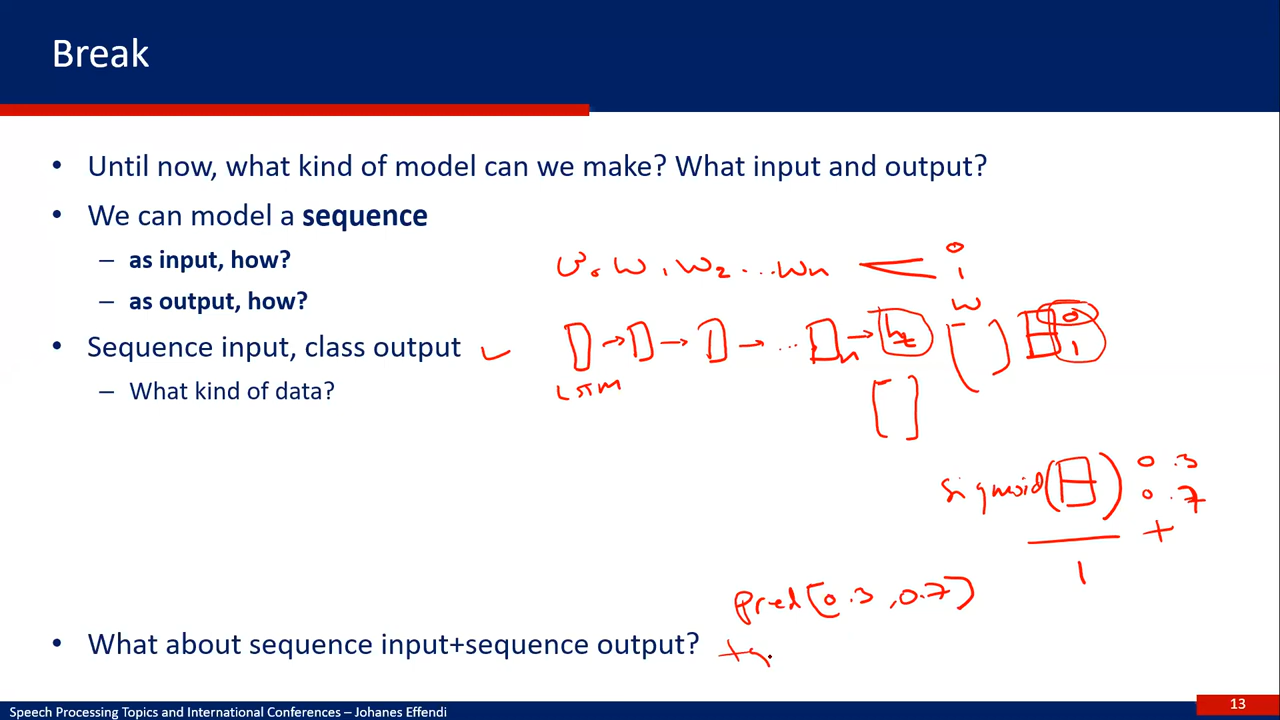 Break
• Until now, what kind of model can we make? What input and output?
• We can model a sequence
– as input, how?
– as output, how?
• Sequence input, class output
– What kind of data?
• What about sequence input+sequence output?
w₀ w₁ w₂ ... wₙ
0
1
LSTM
n
hₜ
w
0
1
sigmoid( )
0.3
0.7
+
1
pred[0.3, 0.7]
Speech Processing Topics and International Conferences – Johanes Effendi
13